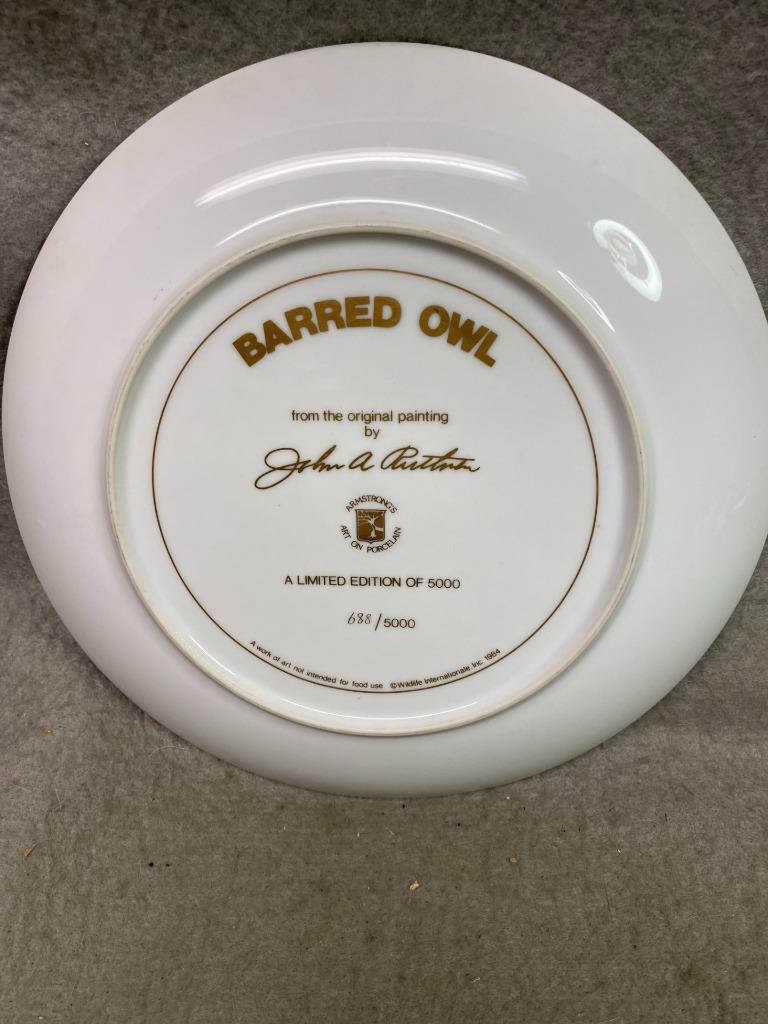 BARRED OWL
from the original painting
by
John A. Ruthven
ARMSTRONG'S
ART ON PORCELAIN
A LIMITED EDITION OF 5000
688/5000
A work of art not intended for food use ©Wildlife Internationale Inc 1984